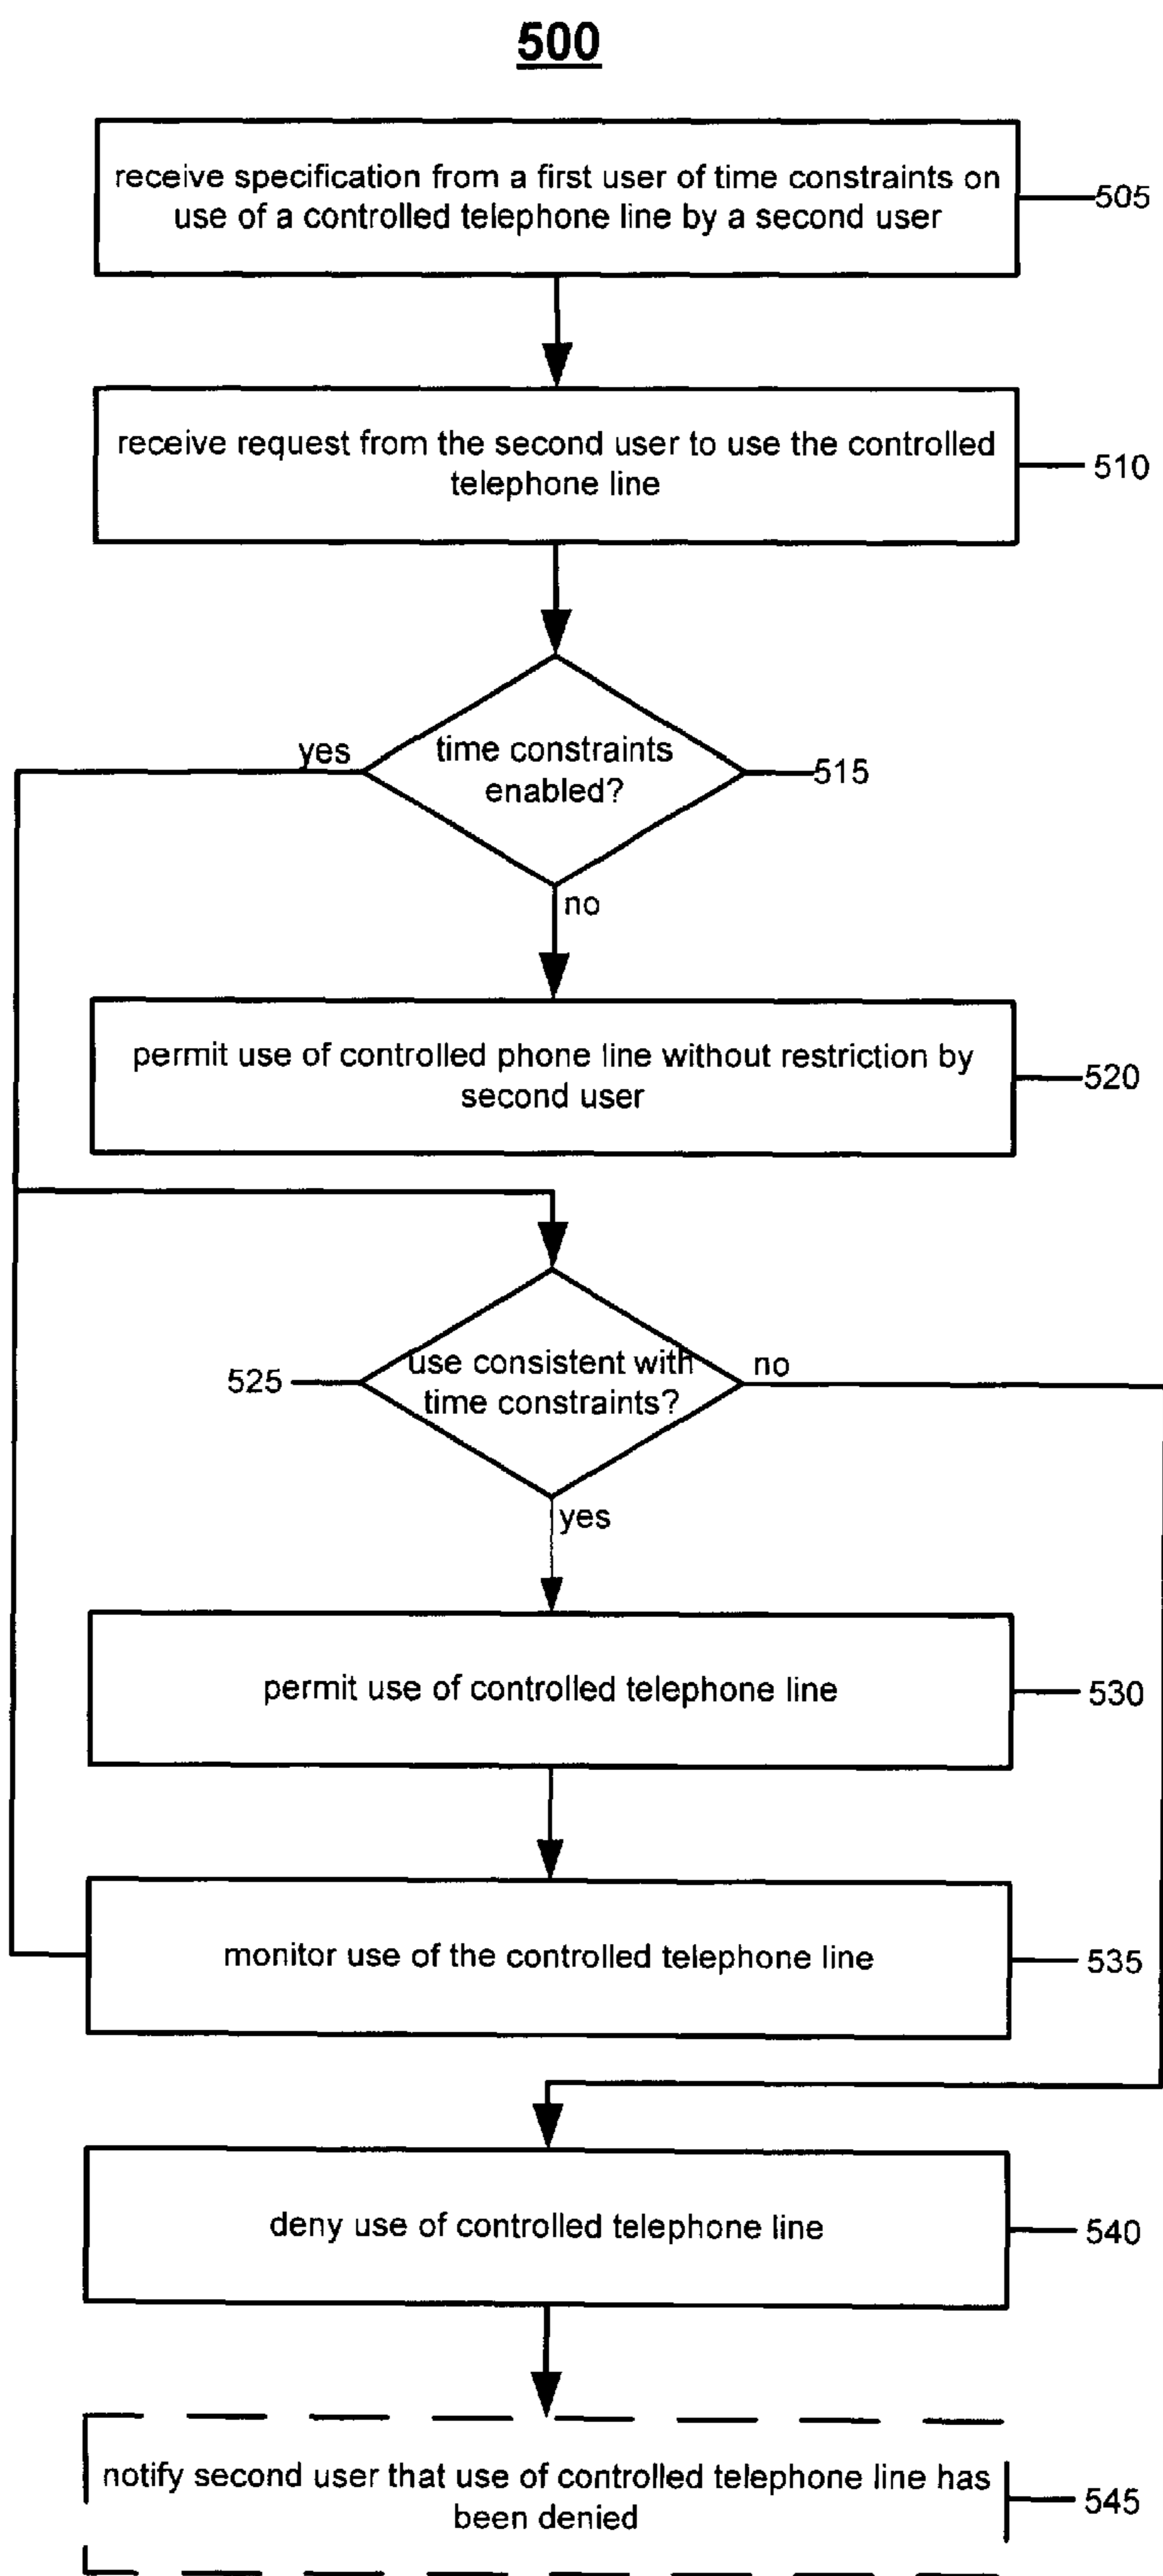 500
receive specification from a first user of time constraints on
use of a controlled telephone line by a second user
505
receive request from the second user to use the controlled
telephone line
510
yes
time constraints
enabled?
515
no
permit use of controlled phone line without restriction by
second user
520
525
use consistent with
time constraints?
no
yes
permit use of controlled telephone line
530
monitor use of the controlled telephone line
535
deny use of controlled telephone line
540
notify second user that use of controlled telephone line has
been denied
545